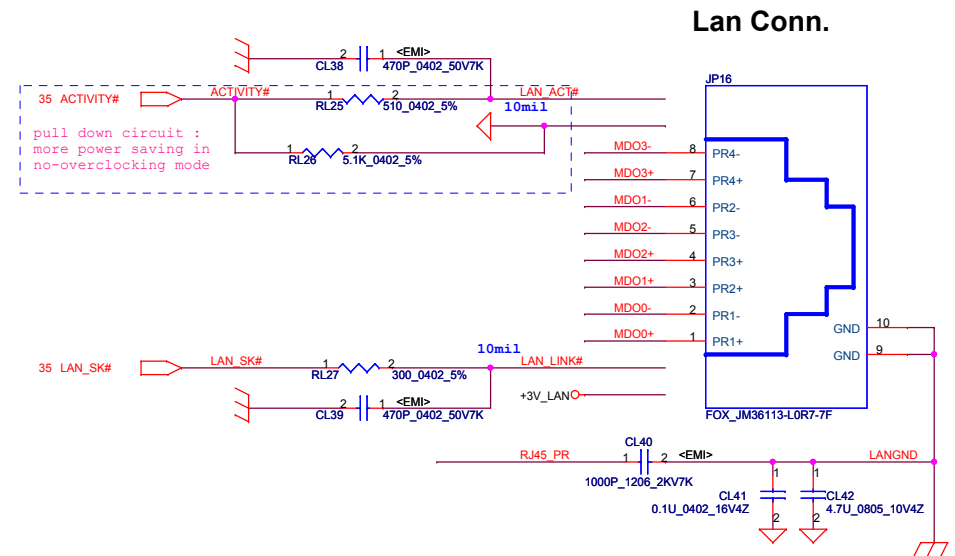 Lan Conn.
2 1 <EMI>
CL38 470P_0402_50V7K
JP16
35 ACTIVITY# ACTIVITY# 1 2 LAN_ACT#
RL25 510_0402_5% 10mil
pull down circuit :
more power saving in
no-overclocking mode
1 2
RL26 5.1K_0402_5%
MDO3- 8 PR4-
MDO3+ 7 PR4+
MDO1- 6 PR2-
MDO2- 5 PR3-
MDO2+ 4 PR3+
MDO1+ 3 PR2+
MDO0- 2 PR1-
MDO0+ 1 PR1+
GND 10
GND 9
10mil
35 LAN_SK# LAN_SK# 1 2 LAN_LINK#
RL27 300_0402_5%
+3V_LAN
2 1 <EMI>
CL39 470P_0402_50V7K
FOX_JM36113-L0R7-7F
CL40
RJ45_PR 1 2 <EMI> LANGND
1000P_1206_2KV7K
1 1
CL41 CL42
0.1U_0402_16V4Z 4.7U_0805_10V4Z
2 2